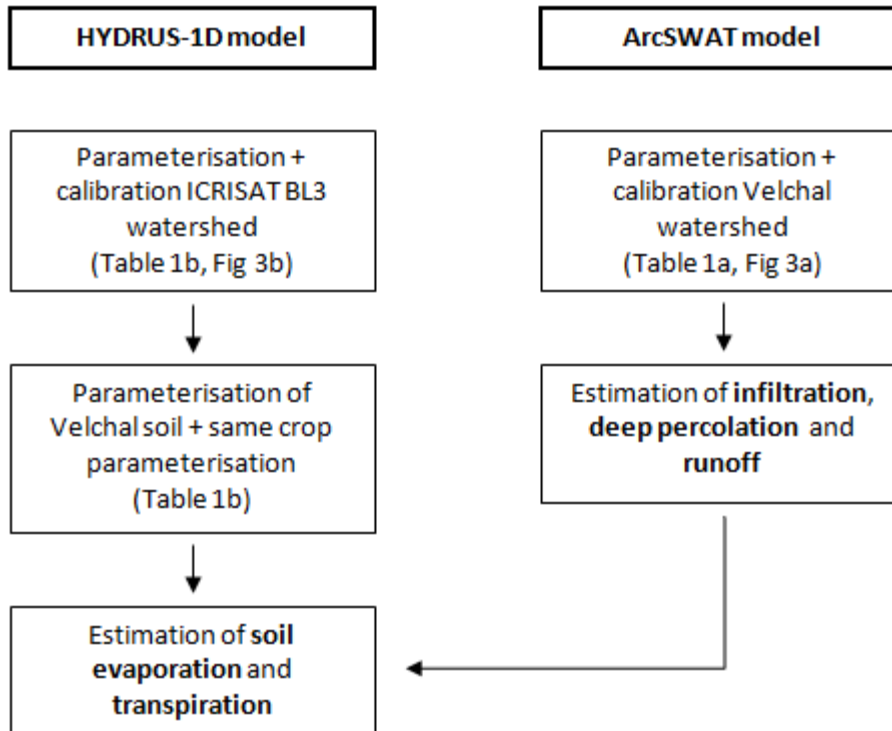 HYDRUS-1D model
Parameterisation +
calibration ICRISAT BL3
watershed
(Table 1b, Fig 3b)
Parameterisation of
Velchal soil + same crop
parameterisation
(Table 1b)
Estimation of soil
evaporation and
transpiration
ArcSWAT model
Parameterisation +
calibration Velchal
watershed
(Table 1a, Fig 3a)
Estimation of infiltration,
deep percolation and
runoff